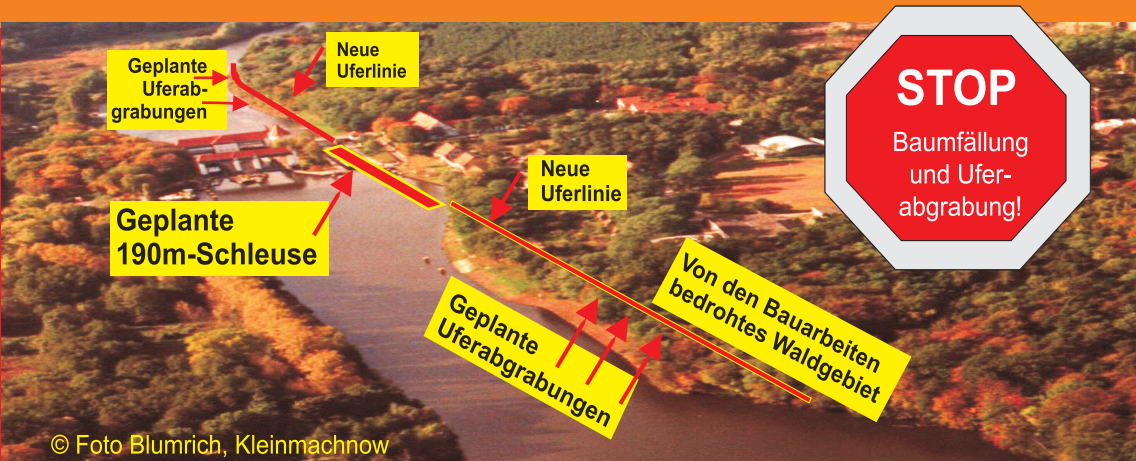 Geplante
Uferab-
grabungen
Neue
Uferlinie
STOP
Baumfällung
und Ufer-
abgrabung!
Neue
Uferlinie
Geplante
190m-Schleuse
Von den Bauarbeiten
bedrohtes Waldgebiet
Geplante
Uferabgrabungen
© Foto Blumrich, Kleinmachnow